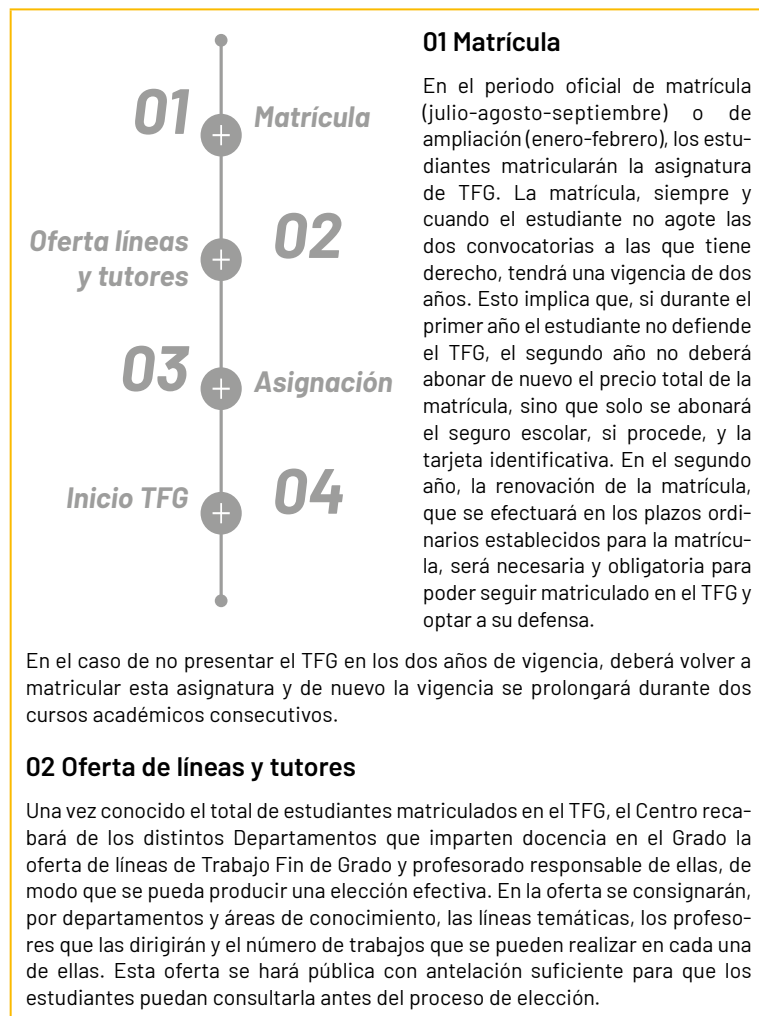 01
Matrícula
Oferta líneas
y tutores
02
03
Asignación
Inicio TFG
04
01 Matrícula
En el periodo oficial de matrícula
(julio-agosto-septiembre) o de
ampliación (enero-febrero), los estu-
diantes matricularán la asignatura
de TFG. La matrícula, siempre y
cuando el estudiante no agote las
dos convocatorias a las que tiene
derecho, tendrá una vigencia de dos
años. Esto implica que, si durante el
primer año el estudiante no defiende
el TFG, el segundo año no deberá
abonar de nuevo el precio total de la
matrícula, sino que solo se abonará
el seguro escolar, si procede, y la
tarjeta identificativa. En el segundo
año, la renovación de la matrícula,
que se efectuará en los plazos ordi-
narios establecidos para la matrícu-
la, será necesaria y obligatoria para
poder seguir matriculado en el TFG y
optar a su defensa.
En el caso de no presentar el TFG en los dos años de vigencia, deberá volver a
matricular esta asignatura y de nuevo la vigencia se prolongará durante dos
cursos académicos consecutivos.
02 Oferta de líneas y tutores
Una vez conocido el total de estudiantes matriculados en el TFG, el Centro reca-
bará de los distintos Departamentos que imparten docencia en el Grado la
oferta de líneas de Trabajo Fin de Grado y profesorado responsable de ellas, de
modo que se pueda producir una elección efectiva. En la oferta se consignarán,
por departamentos y áreas de conocimiento, las líneas temáticas, los profeso-
res que las dirigirán y el número de trabajos que se pueden realizar en cada una
de ellas. Esta oferta se hará pública con antelación suficiente para que los
estudiantes puedan consultarla antes del proceso de elección.